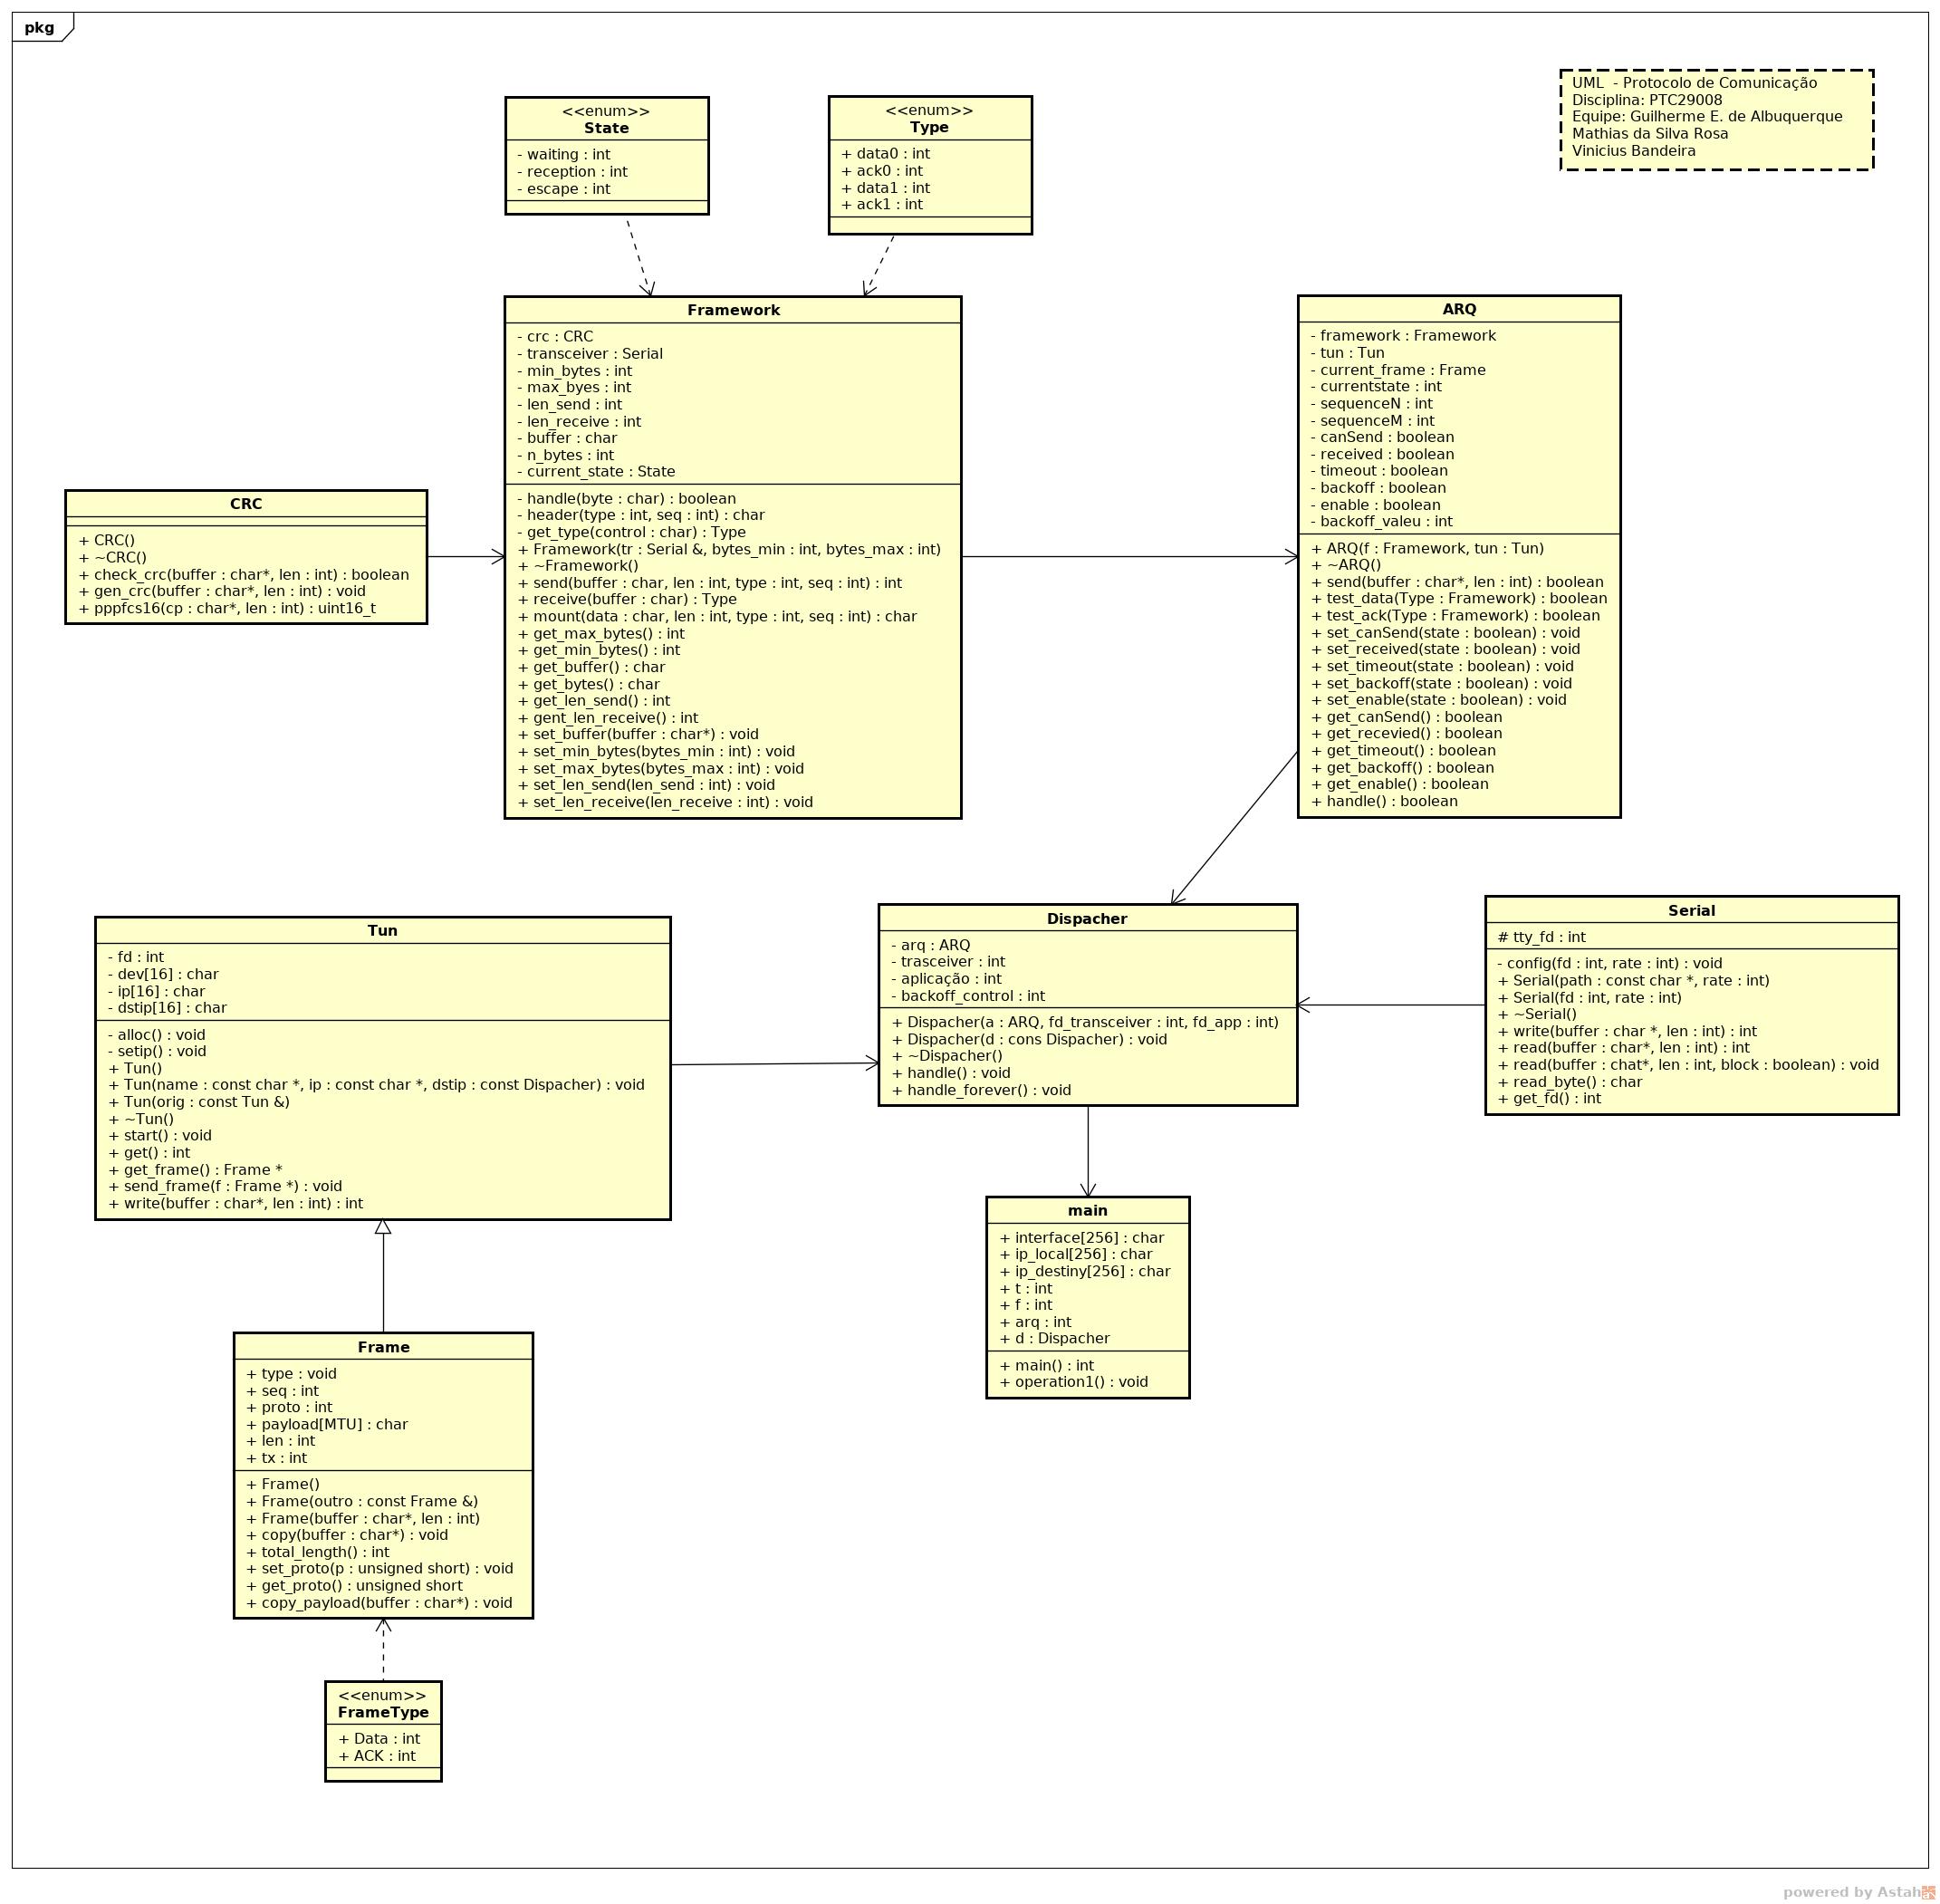 pkg
UML  - Protocolo de Comunicação
Disciplina: PTC29008
Equipe: Guilherme E. de Albuquerque
Mathias da Silva Rosa
Vinicius Bandeira
<<enum>>
State
- waiting : int
- reception : int
- escape : int
<<enum>>
Type
+ data0 : int
+ ack0 : int
+ data1 : int
+ ack1 : int
Framework
- crc : CRC
- transceiver : Serial
- min_bytes : int
- max_byes : int
- len_send : int
- len_receive : int
- buffer : char
- n_bytes : int
- current_state : State
- handle(byte : char) : boolean
- header(type : int, seq : int) : char
- get_type(control : char) : Type
+ Framework(tr : Serial &, bytes_min : int, bytes_max : int)
+ ~Framework()
+ send(buffer : char, len : int, type : int, seq : int) : int
+ receive(buffer : char) : Type
+ mount(data : char, len : int, type : int, seq : int) : char
+ get_max_bytes() : int
+ get_min_bytes() : int
+ get_buffer() : char
+ get_bytes() : char
+ get_len_send() : int
+ gent_len_receive() : int
+ set_buffer(buffer : char*) : void
+ set_min_bytes(bytes_min : int) : void
+ set_max_bytes(bytes_max : int) : void
+ set_len_send(len_send : int) : void
+ set_len_receive(len_receive : int) : void
ARQ
- framework : Framework
- tun : Tun
- current_frame : Frame
- currentstate : int
- sequenceN : int
- sequenceM : int
- canSend : boolean
- received : boolean
- timeout : boolean
- backoff : boolean
- enable : boolean
- backoff_valeu : int
+ ARQ(f : Framework, tun : Tun)
+ ~ARQ()
+ send(buffer : char*, len : int) : boolean
+ test_data(Type : Framework) : boolean
+ test_ack(Type : Framework) : boolean
+ set_canSend(state : boolean) : void
+ set_received(state : boolean) : void
+ set_timeout(state : boolean) : void
+ set_backoff(state : boolean) : void
+ set_enable(state : boolean) : void
+ get_canSend() : boolean
+ get_recevied() : boolean
+ get_timeout() : boolean
+ get_backoff() : boolean
+ get_enable() : boolean
+ handle() : boolean
CRC
+ CRC()
+ ~CRC()
+ check_crc(buffer : char*, len : int) : boolean
+ gen_crc(buffer : char*, len : int) : void
+ pppfcs16(cp : char*, len : int) : uint16_t
Tun
- fd : int
- dev[16] : char
- ip[16] : char
- dstip[16] : char
- alloc() : void
- setip() : void
+ Tun()
+ Tun(name : const char *, ip : const char *, dstip : const Dispacher) : void
+ Tun(orig : const Tun &)
+ ~Tun()
+ start() : void
+ get() : int
+ get_frame() : Frame *
+ send_frame(f : Frame *) : void
+ write(buffer : char*, len : int) : int
Dispacher
- arq : ARQ
- trasceiver : int
- aplicação : int
- backoff_control : int
+ Dispacher(a : ARQ, fd_transceiver : int, fd_app : int)
+ Dispacher(d : cons Dispacher) : void
+ ~Dispacher()
+ handle() : void
+ handle_forever() : void
Serial
# tty_fd : int
- config(fd : int, rate : int) : void
+ Serial(path : const char *, rate : int)
+ Serial(fd : int, rate : int)
+ ~Serial()
+ write(buffer : char *, len : int) : int
+ read(buffer : char*, len : int) : int
+ read(buffer : chat*, len : int, block : boolean) : void
+ read_byte() : char
+ get_fd() : int
main
+ interface[256] : char
+ ip_local[256] : char
+ ip_destiny[256] : char
+ t : int
+ f : int
+ arq : int
+ d : Dispacher
+ main() : int
+ operation1() : void
Frame
+ type : void
+ seq : int
+ proto : int
+ payload[MTU] : char
+ len : int
+ tx : int
+ Frame()
+ Frame(outro : const Frame &)
+ Frame(buffer : char*, len : int)
+ copy(buffer : char*) : void
+ total_length() : int
+ set_proto(p : unsigned short) : void
+ get_proto() : unsigned short
+ copy_payload(buffer : char*) : void
<<enum>>
FrameType
+ Data : int
+ ACK : int
powered by Astah